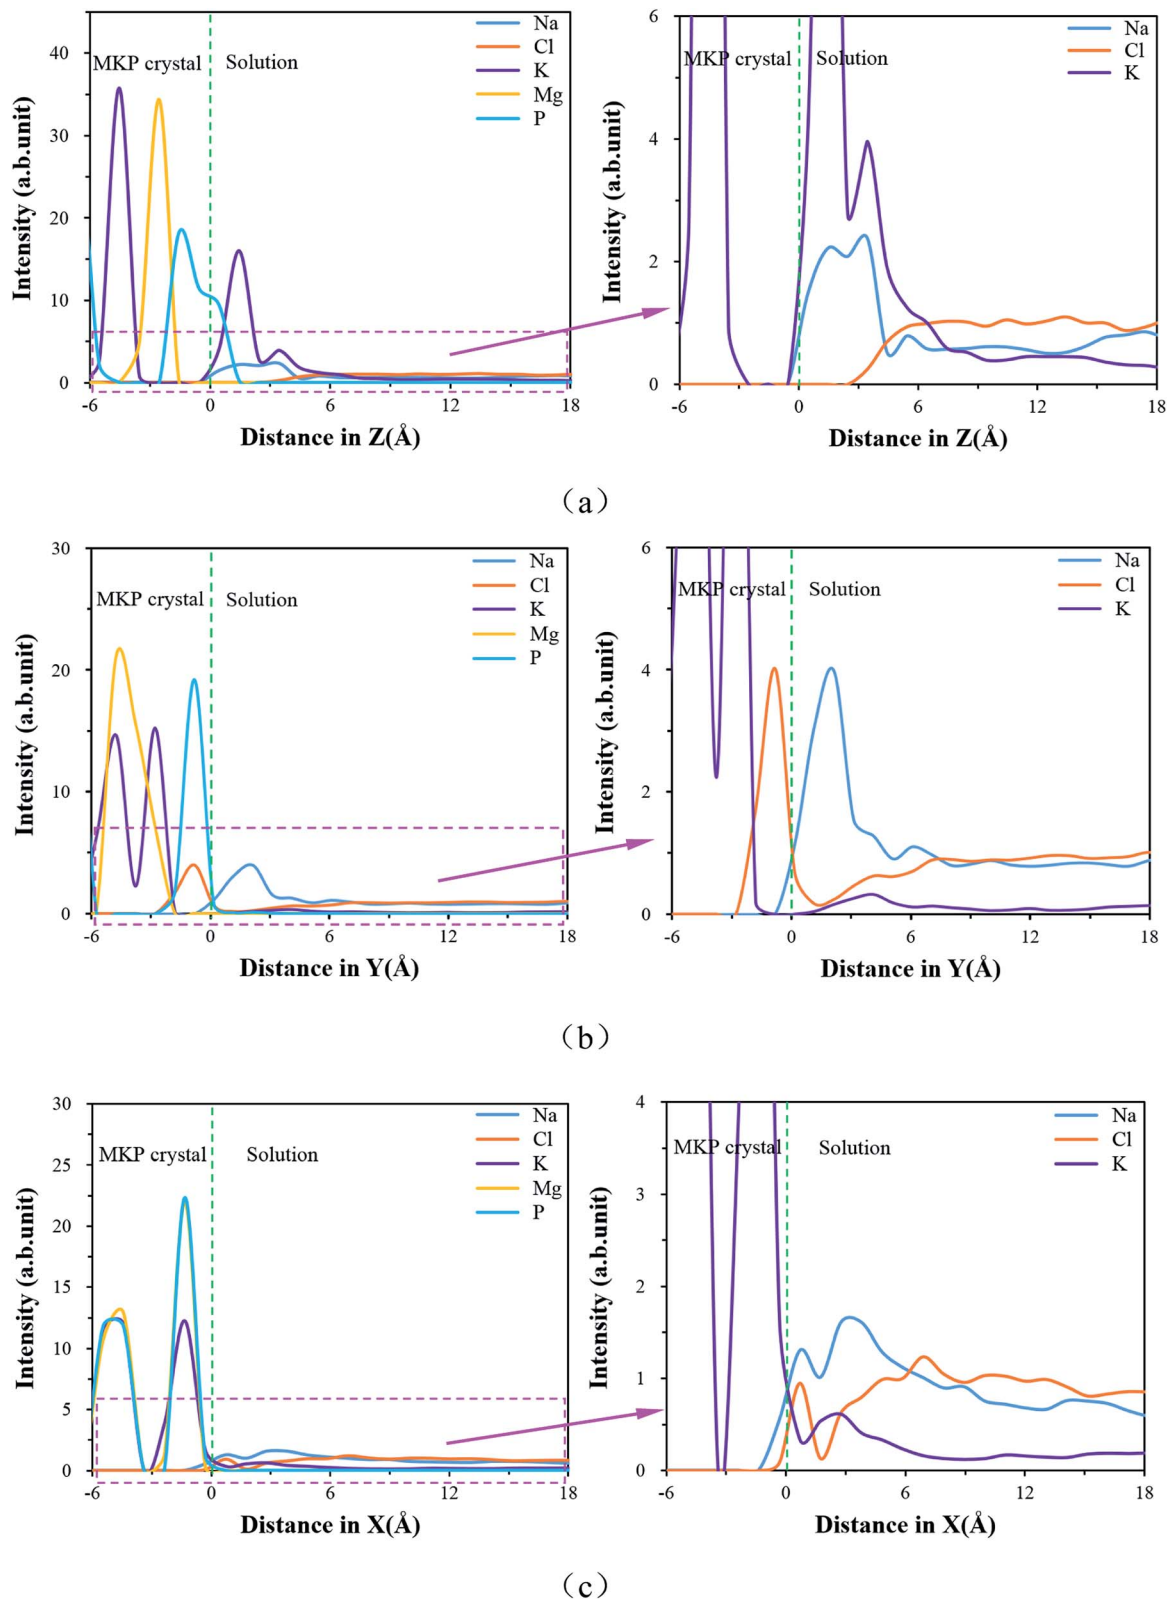 Intensity (a.b.unit)
40
30
20
10
0
MKP crystal
Solution
Na
Cl
K
Mg
P
-6
0
6
12
18
Distance in Z(Å)
Intensity (a.b.unit)
6
4
2
0
MKP crystal
Solution
Na
Cl
K
-6
0
6
12
18
Distance in Z(Å)
（a）
Intensity (a.b.unit)
30
20
10
0
MKP crystal
Solution
Na
Cl
K
Mg
P
-6
0
6
12
18
Distance in Y(Å)
Intensity (a.b.unit)
6
4
2
0
MKP crystal
Solution
Na
Cl
K
-6
0
6
12
18
Distance in Y(Å)
（b）
Intensity (a.b.unit)
30
25
20
15
10
5
0
MKP crystal
Solution
Na
Cl
K
Mg
P
-6
0
6
12
18
Distance in X(Å)
Intensity (a.b.unit)
4
3
2
1
0
MKP crystal
Solution
Na
Cl
K
-6
0
6
12
18
Distance in X(Å)
（c）